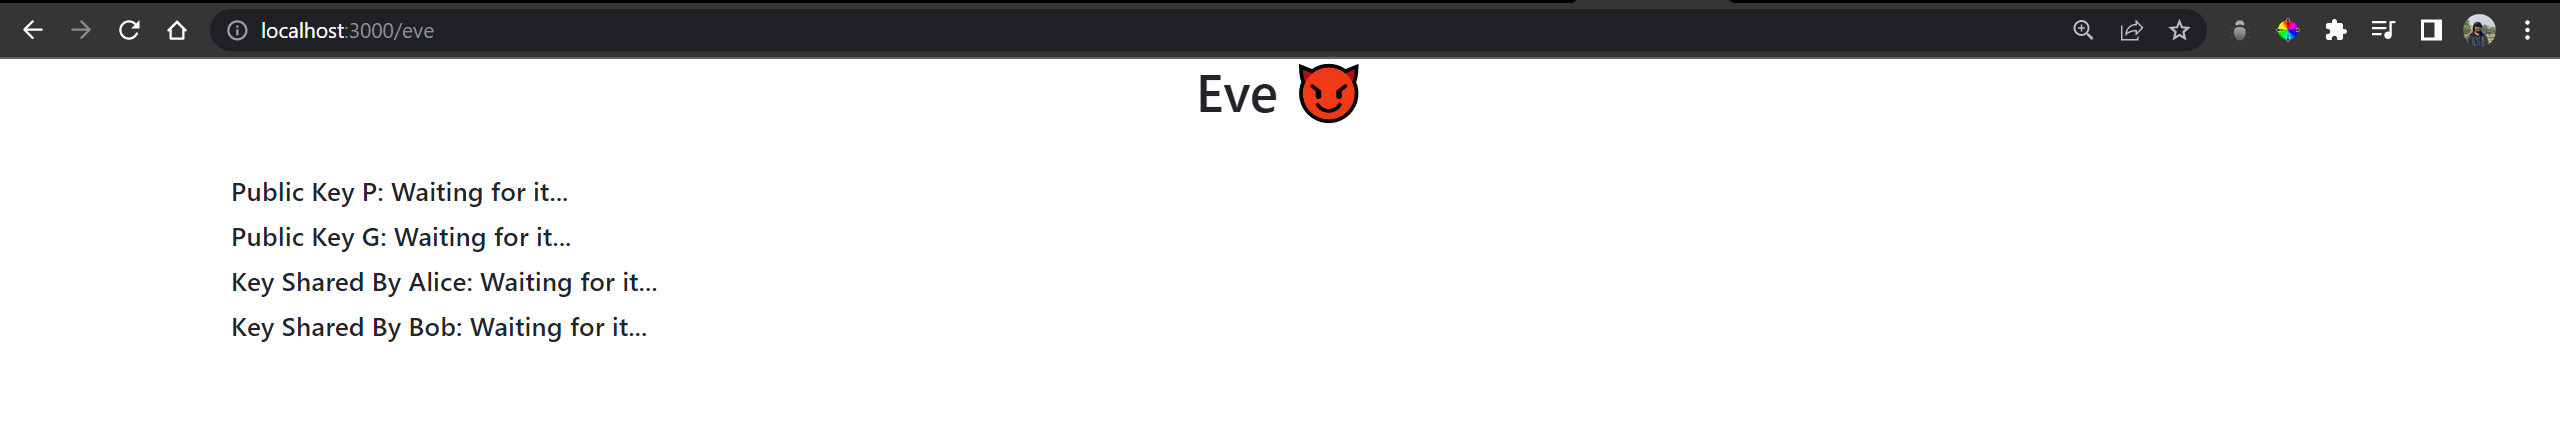 localhost:3000/eve
Eve 😈
Public Key P: Waiting for it...
Public Key G: Waiting for it...
Key Shared By Alice: Waiting for it...
Key Shared By Bob: Waiting for it...